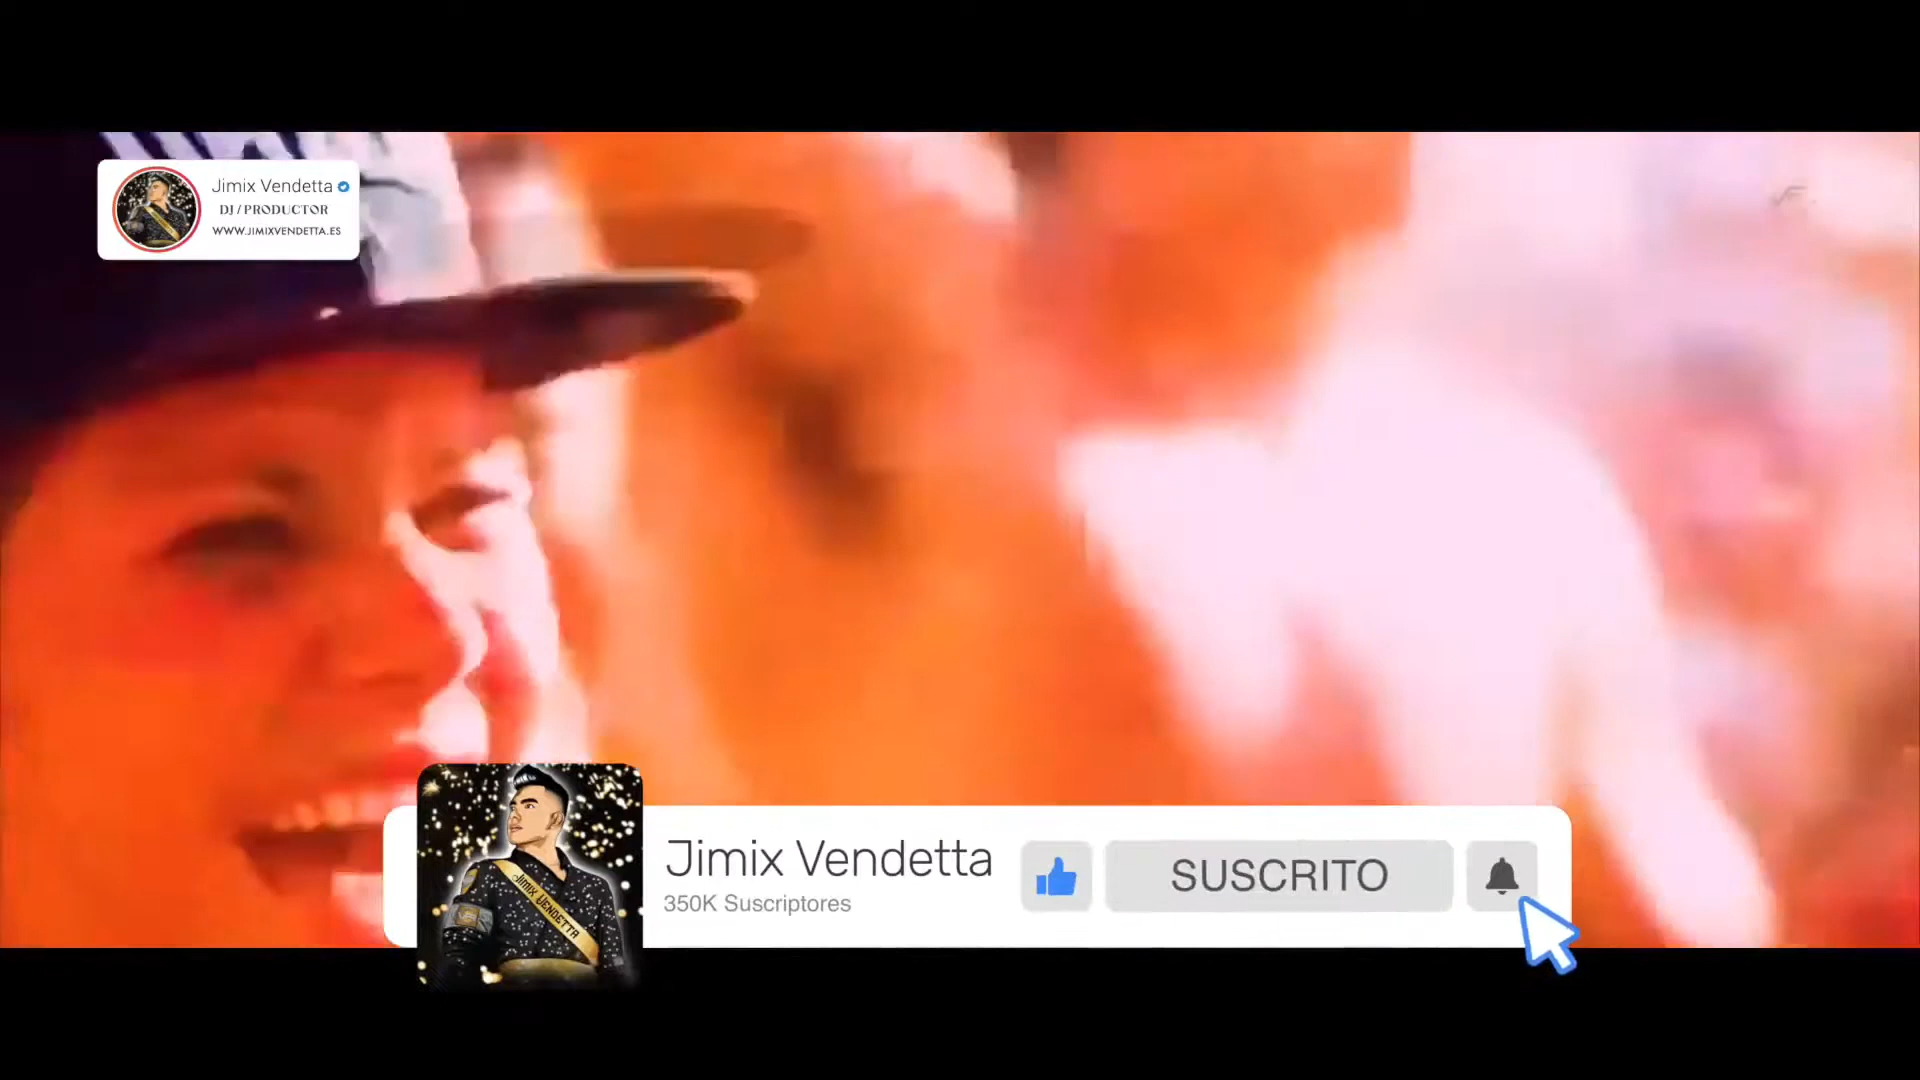 Jimix Vendetta
DJ / PRODUCTOR
WWW.JIMIXVENDETTA.ES
JIMIX VENDETTA
Jimix Vendetta
350K Suscriptores
SUSCRITO